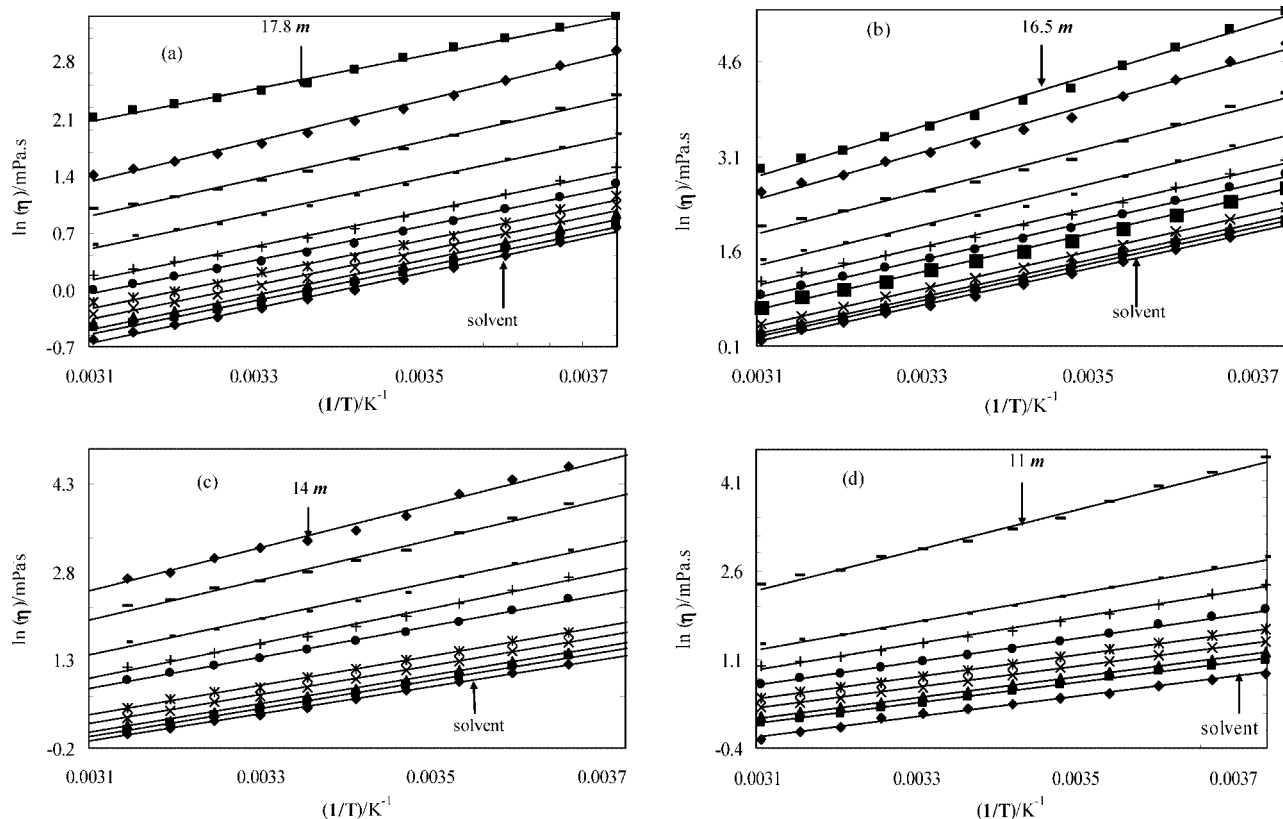 (a)
17.8 m
2.8
2.1
1.4
0.7
0.0
-0.7
ln (η)/mPa.s
solvent
0.0031
0.0033
0.0035
0.0037
(1/T)/K⁻¹
(b)
16.5 m
4.6
3.1
1.6
0.1
ln (η)/mPa.s
solvent
0.0031
0.0033
0.0035
0.0037
(1/T)/K⁻¹
(c)
14 m
4.3
2.8
1.3
-0.2
ln (η)/mPa.s
solvent
0.0031
0.0033
0.0035
0.0037
(1/T)/K⁻¹
(d)
11 m
4.1
2.6
1.1
-0.4
ln (η)/mPa.s
solvent
0.0031
0.0033
0.0035
0.0037
(1/T)/K⁻¹